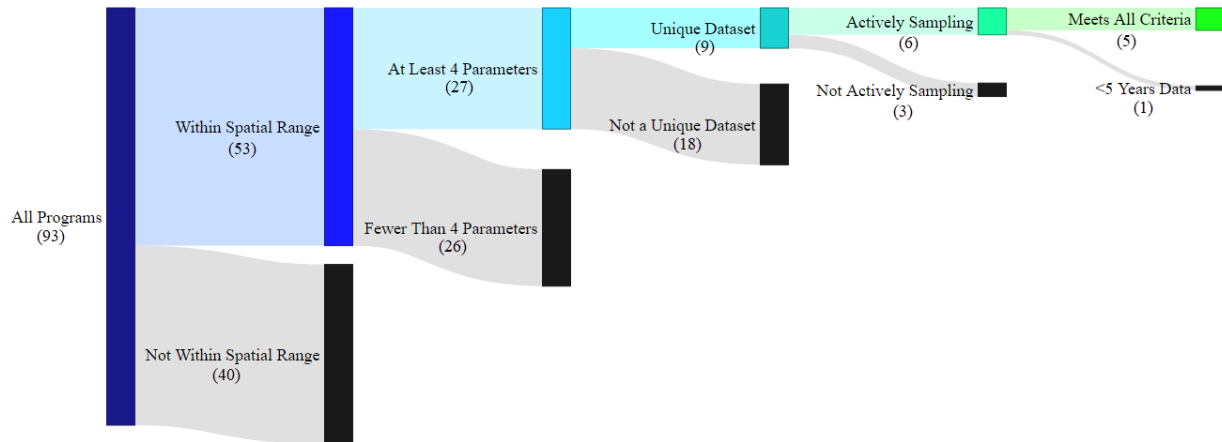 All Programs
(93)
Within Spatial Range
(53)
Not Within Spatial Range
(40)
At Least 4 Parameters
(27)
Fewer Than 4 Parameters
(26)
Unique Dataset
(9)
Not a Unique Dataset
(18)
Actively Sampling
(6)
Not Actively Sampling
(3)
Meets All Criteria
(5)
<5 Years Data
(1)